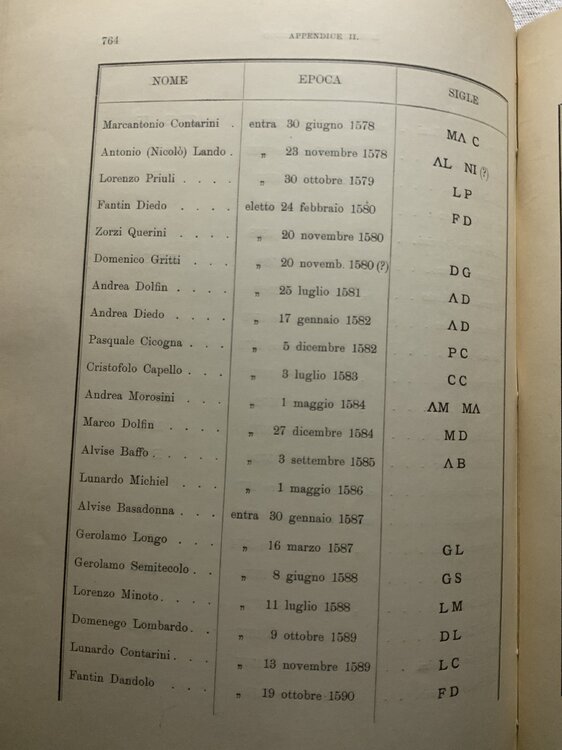 764 APPENDICE II.
NOME EPOCA SIGLE
Marcantonio Contarini . entra 30 giugno 1578 MΛ C
Antonio (Nicolò) Lando . „ 23 novembre 1578 ΛL NI (?)
Lorenzo Priuli . . . . „ 30 ottobre 1579 L P
Fantin Diedo . . . . eletto 24 febbraio 1580 F D
Zorzi Querini . . . . „ 20 novembre 1580
Domenico Gritti . . . . „ 20 novemb. 1580 (?) D G
Andrea Dolfin . . . . „ 25 luglio 1581 Λ D
Andrea Diedo . . . . „ 17 gennaio 1582 Λ D
Pasquale Cicogna . . . „ 5 dicembre 1582 P C
Cristofolo Capello . . . „ 3 luglio 1583 C C
Andrea Morosini . . . „ 1 maggio 1584 ΛM MΛ
Marco Dolfin . . . . „ 27 dicembre 1584 M D
Alvise Baffo . . . . „ 3 settembre 1585 Λ B
Lunardo Michiel . . . „ 1 maggio 1586
Alvise Basadonna . . . entra 30 gennaio 1587
Gerolamo Longo . . . „ 16 marzo 1587 G L
Gerolamo Semitecolo . . „ 8 giugno 1588 G S
Lorenzo Minoto . . . . „ 11 luglio 1588 L M
Domenego Lombardo . . „ 9 ottobre 1589 D L
Lunardo Contarini . . . „ 13 novembre 1589 L C
Fantin Dandolo . . . „ 19 ottobre 1590 F D